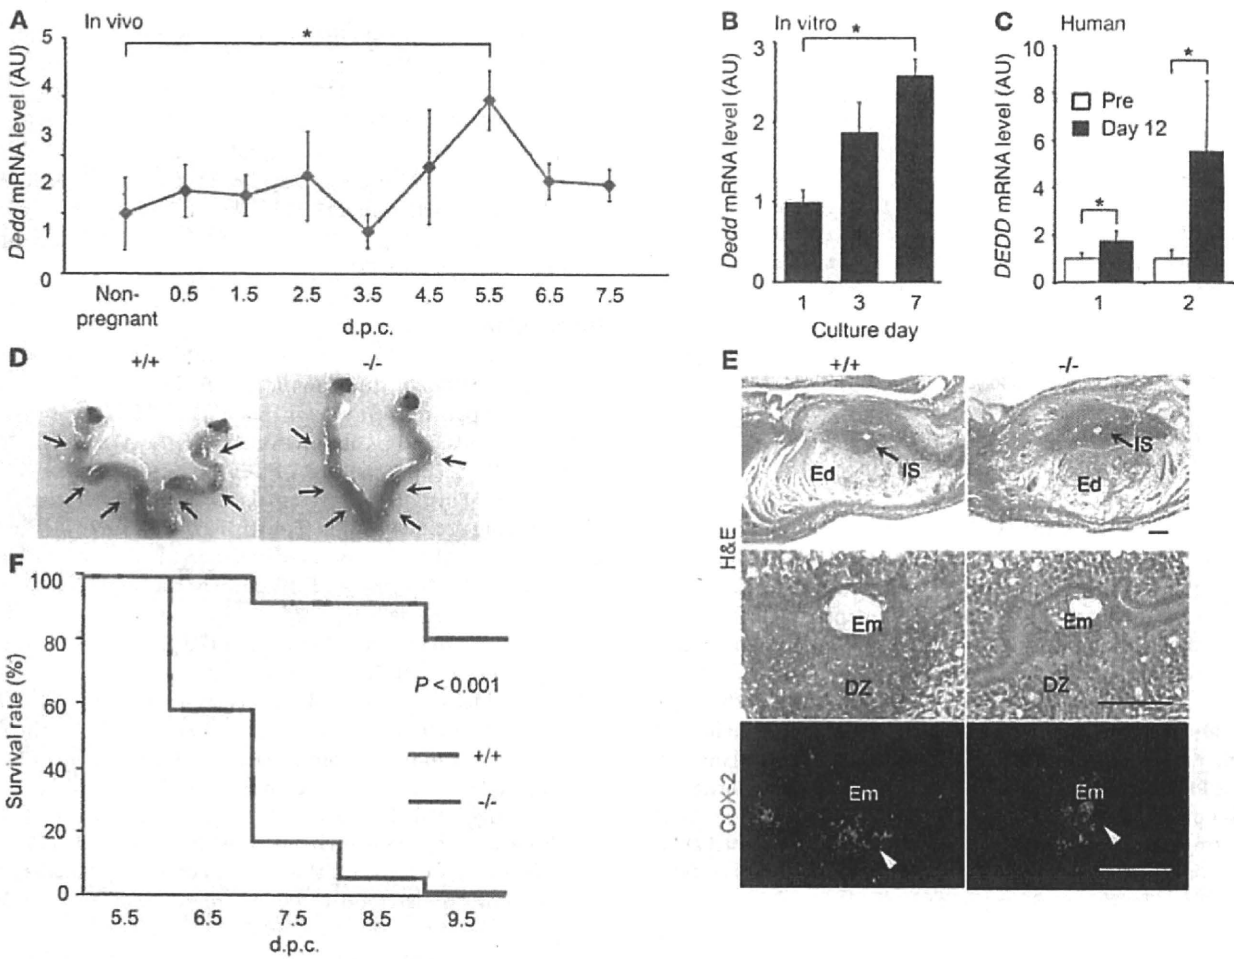 A In vivo
Dedd mRNA level (AU)
5
4
3
2
1
0
*
Non-
pregnant
0.5 1.5 2.5 3.5 4.5 5.5 6.5 7.5
d.p.c.
B In vitro
Dedd mRNA level (AU)
3
2
1
0
*
1 3 7
Culture day
C Human
DEDD mRNA level (AU)
10
8
6
4
2
0
Pre
Day 12
*
*
1 2
D
+/+ -/-
E
+/+ -/-
H&E
Ed IS
Ed IS
Em
DZ
Em
DZ
COX-2
Em
Em
F
Survival rate (%)
100
80
60
40
20
0
P < 0.001
+/+
-/-
5.5 6.5 7.5 8.5 9.5
d.p.c.